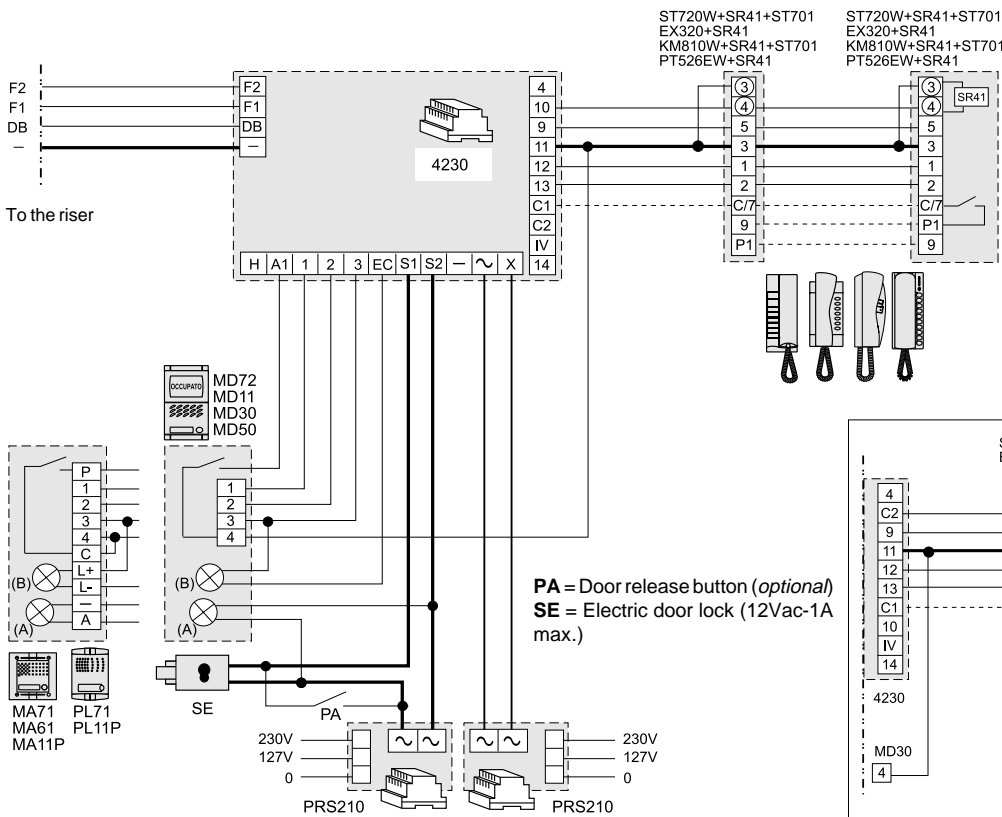 ST720W+SR41+ST701
EX320+SR41
KM810W+SR41+ST701
PT526EW+SR41
ST720W+SR41+ST701
EX320+SR41
KM810W+SR41+ST701
PT526EW+SR41
F2
F1
DB
–
To the riser
F2
F1
DB
–
4230
4
10
9
11
12
13
C1
C2
IV
14
H A1 1 2 3 EC S1 S2 – ~ X
3
4
5
3
1
2
C/7
9
P1
3
4
5
3
1
2
C/7
P1
9
SR41
OCCUPATO
MD72
MD11
MD30
MD50
P
1
2
3
4
C
L+
L-
–
A
(B)
(A)
1
2
3
4
(B)
(A)
MA71
MA61
MA11P
PL71
PL11P
SE
PA
PA = Door release button (optional)
SE = Electric door lock (12Vac-1A
max.)
230V
127V
0
~ ~
PRS210
~ ~
230V
127V
0
PRS210
4
C2
9
11
12
13
C1
10
IV
14
4230
MD30
4